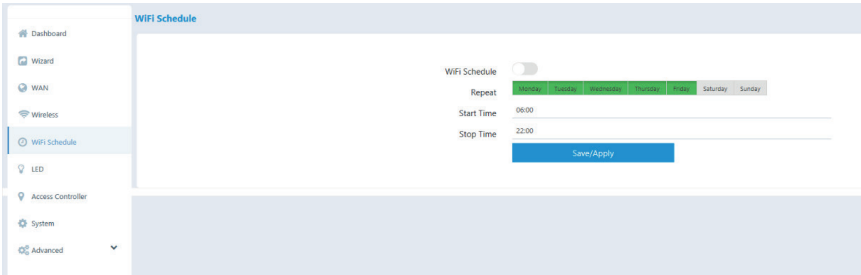 WiFi Schedule
Dashboard
Wizard
WAN
Wireless
WiFi Schedule
LED
Access Controller
System
Advanced
WiFi Schedule
Repeat Monday Tuesday Wednesday Thursday Friday Saturday Sunday
Start Time 06:00
Stop Time 22:00
Save/Apply